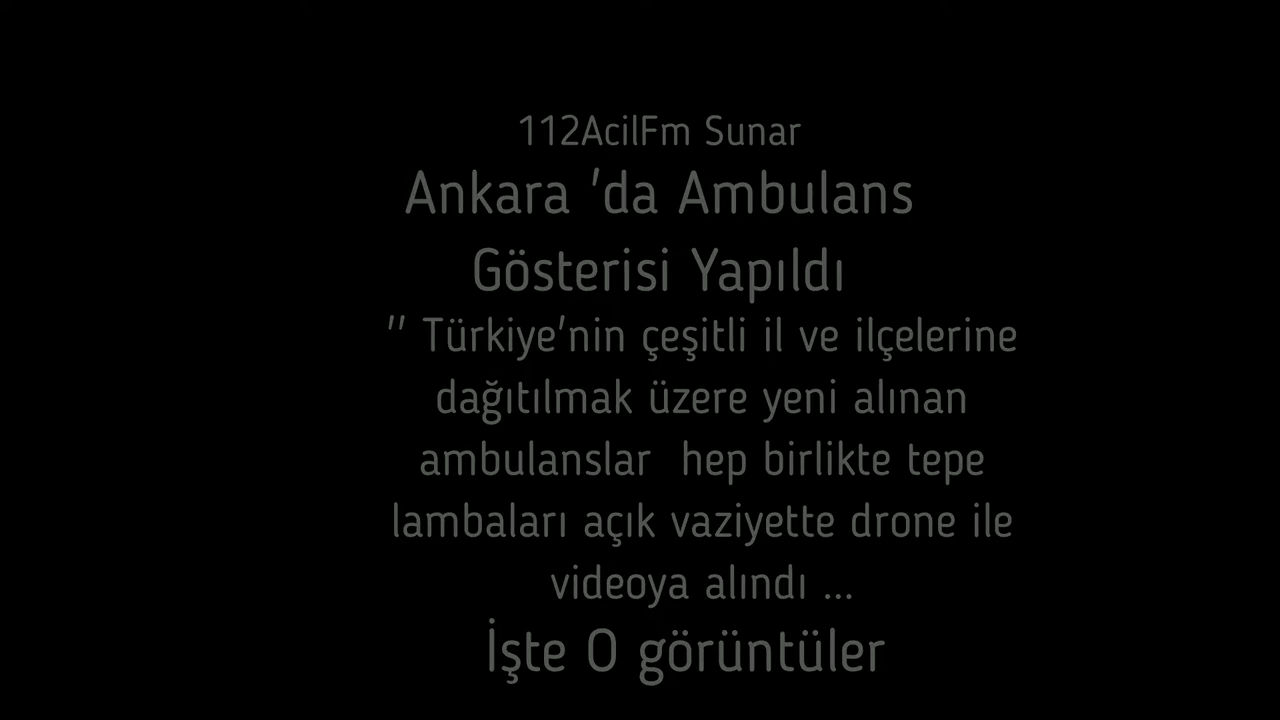 112AcilFm Sunar
Ankara 'da Ambulans
Gösterisi Yapıldı
" Türkiye'nin çeşitli il ve ilçelerine
dağıtılmak üzere yeni alınan
ambulanslar  hep birlikte tepe
lambaları açık vaziyette drone ile
videoya alındı ...
İşte O görüntüler